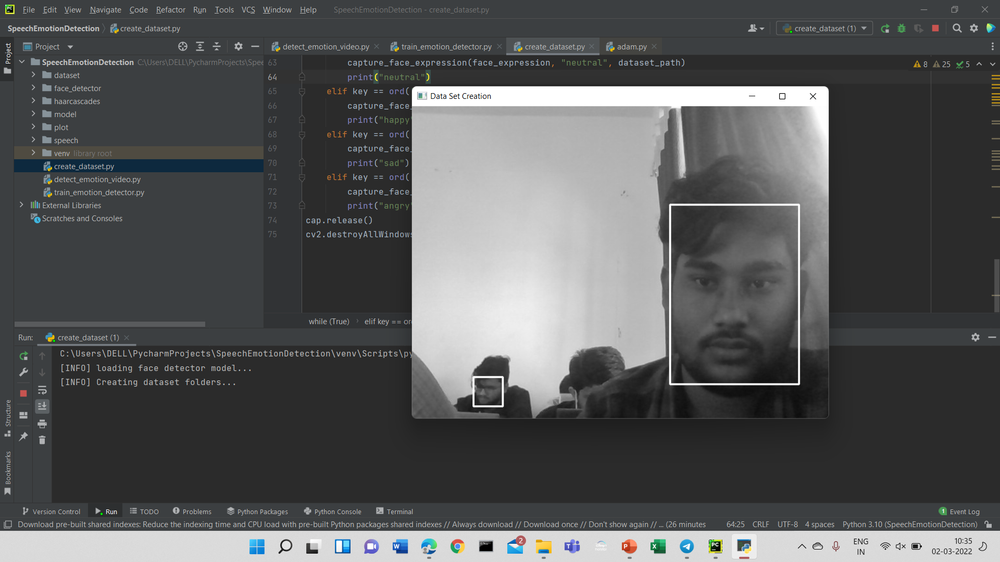 File Edit View Navigate Code Refactor Run Tools VCS Window Help SpeechEmotionDetection - create_dataset.py
SpeechEmotionDetection create_dataset.py create_dataset (1)
Project
Project
detect_emotion_video.py train_emotion_detector.py create_dataset.py adam.py
SpeechEmotionDetection C:\Users\DELL\PycharmProjects\Spee
dataset
face_detector
haarcascades
model
plot
speech
venv library root
create_dataset.py
detect_emotion_video.py
train_emotion_detector.py
External Libraries
Scratches and Consoles
8 25 5
63 capture_face_expression(face_expression, "neutral", dataset_path)
64 print("neutral")
65 elif key == ord(
66 capture_face_
67 print("happy"
68 elif key == ord(
69 capture_face_
70 print("sad")
71 elif key == ord(
72 capture_face_
73 print("angry"
74 cap.release()
75 cv2.destroyAllWindows
while (True) elif key == ord
Data Set Creation
Run: create_dataset (1)
C:\Users\DELL\PycharmProjects\SpeechEmotionDetection\venv\Scripts\py
[INFO] loading face detector model...
[INFO] Creating dataset folders...
Structure
Bookmarks
Version Control Run TODO Problems Python Packages Python Console Terminal 1 Event Log
Download pre-built shared indexes: Reduce the indexing time and CPU load with pre-built Python packages shared indexes // Always download // Download once // Don't show again // ... (26 minutes 64:25 CRLF UTF-8 4 spaces Python 3.10 (SpeechEmotionDetection)
2
ENG
IN
10:35
02-03-2022